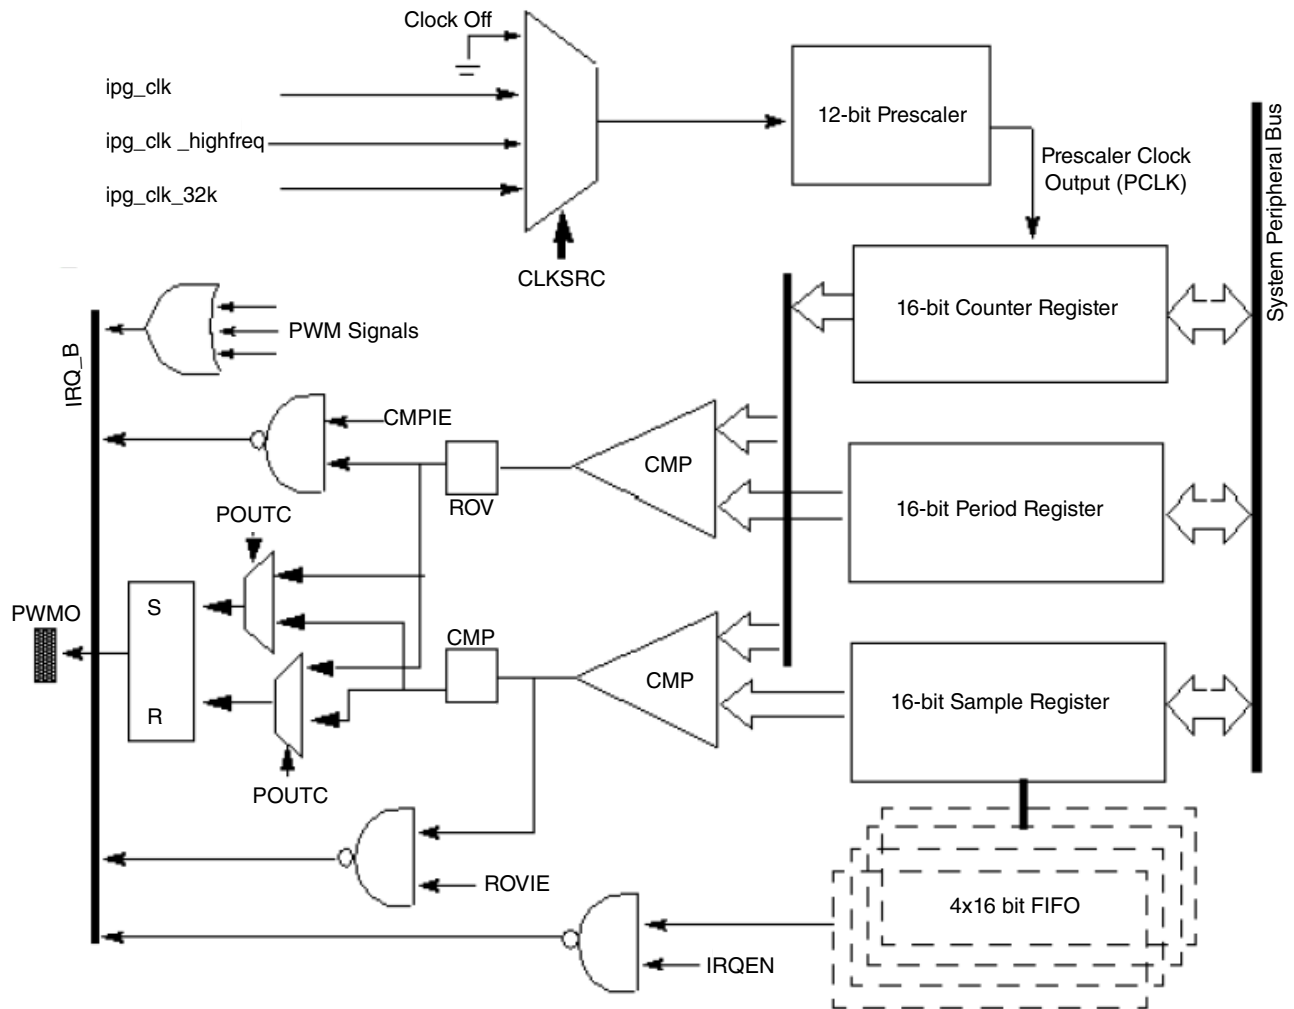 Clock Off
ipg_clk
ipg_clk _highfreq
ipg_clk_32k
CLKSRC
12-bit Prescaler
Prescaler Clock
Output (PCLK)
System Peripheral Bus
16-bit Counter Register
PWM Signals
IRQ_B
CMPIE
CMP
ROV
16-bit Period Register
POUTC
S
R
PWMO
CMP
CMP
16-bit Sample Register
POUTC
ROVIE
4x16 bit FIFO
IRQEN